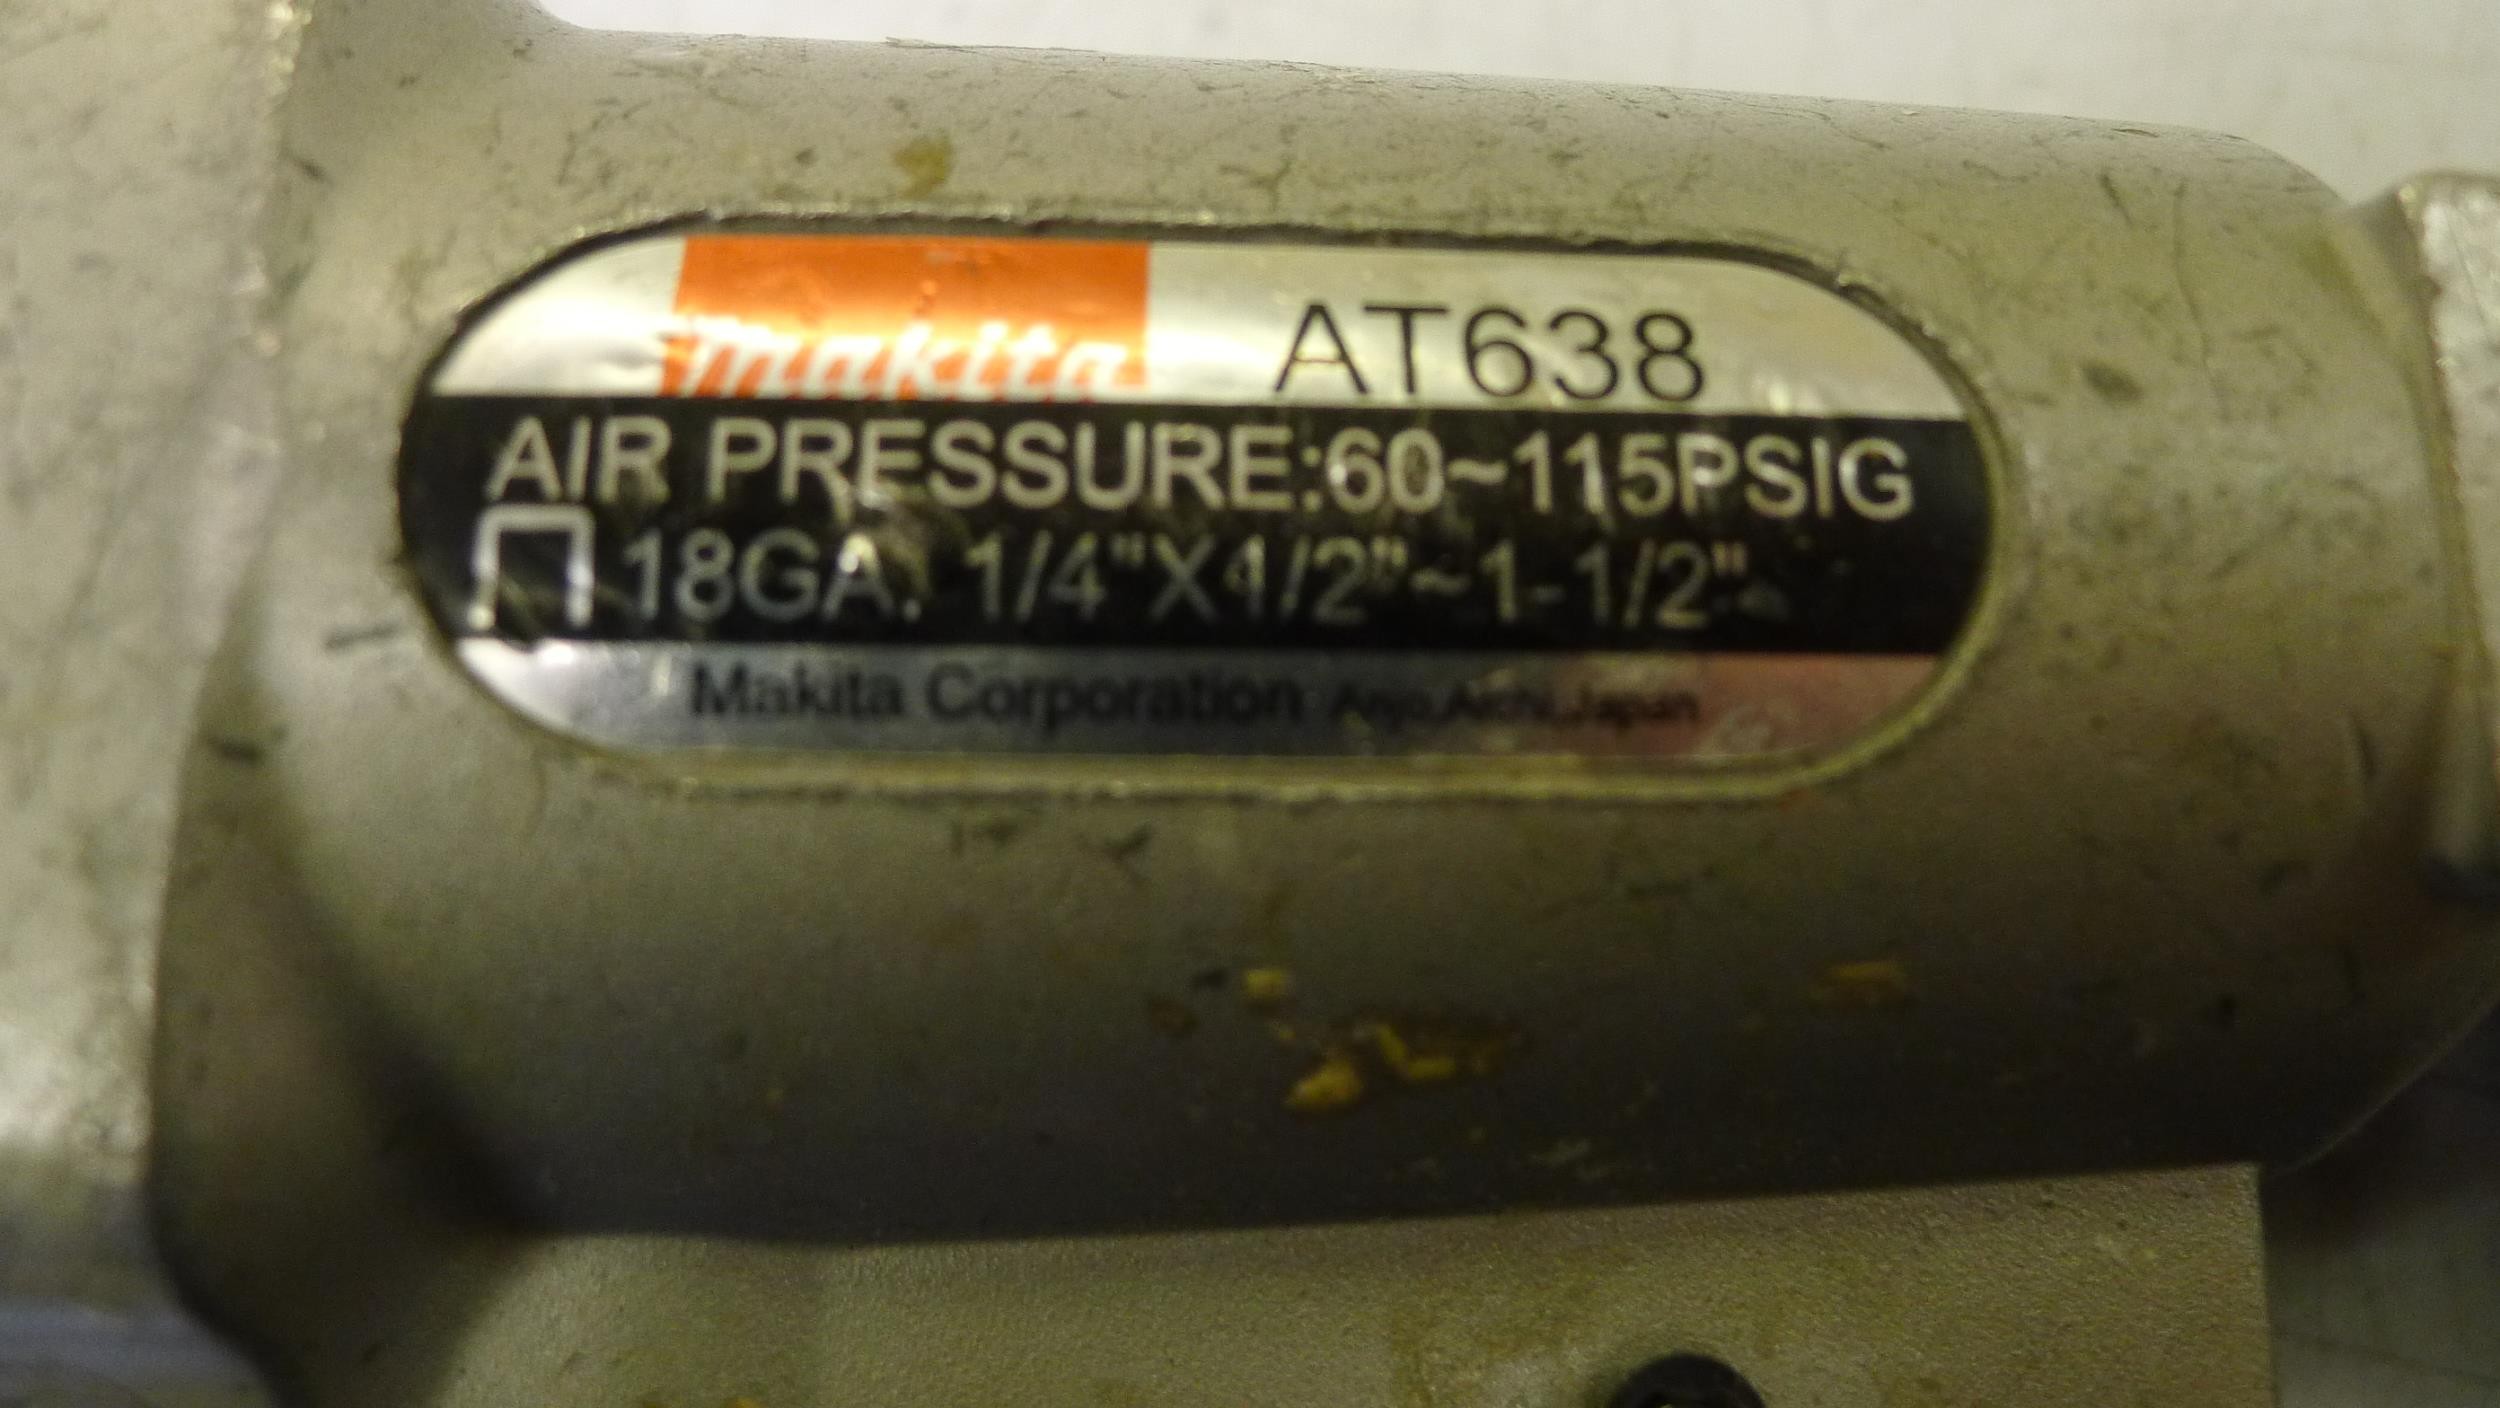 makita AT638
AIR PRESSURE:60~115PSIG
18GA. 1/4"X1/2"~1-1/2"
Makita Corporation Anjo,Aichi,Japan